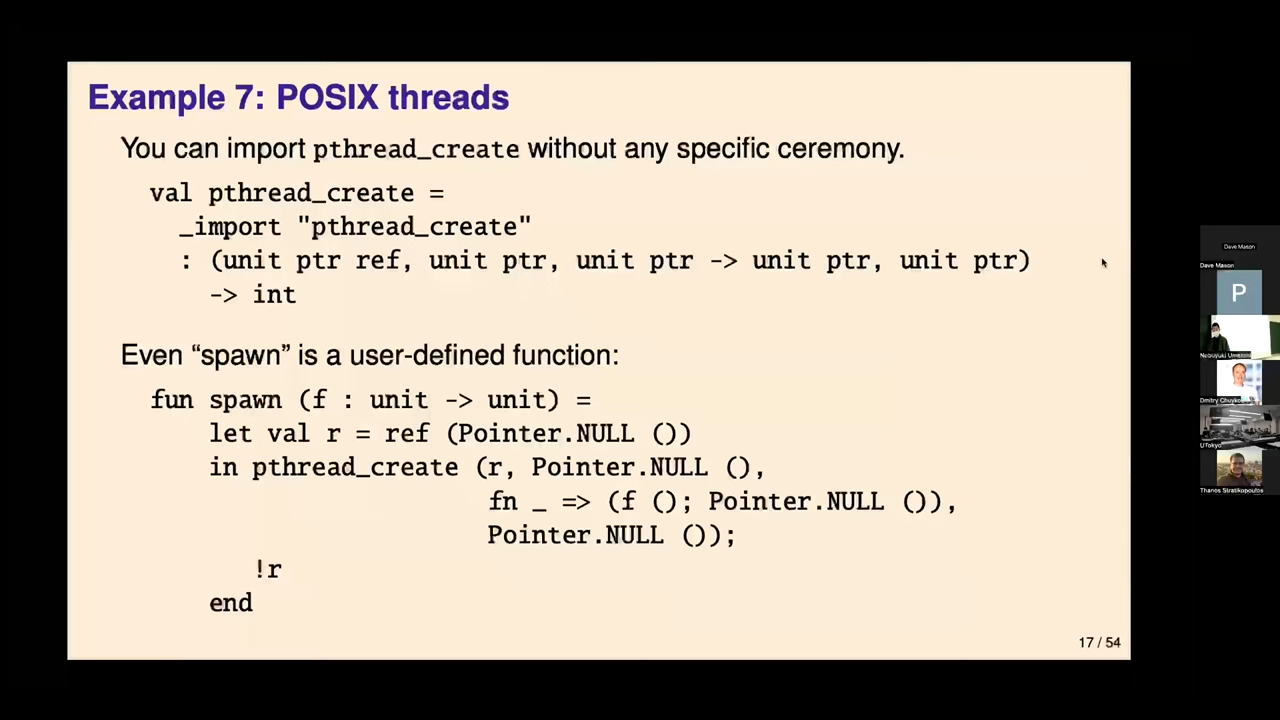 Example 7: POSIX threads
You can import pthread_create without any specific ceremony.
val pthread_create =
_import "pthread_create"
: (unit ptr ref, unit ptr, unit ptr -> unit ptr, unit ptr)
-> int
Even “spawn” is a user-defined function:
fun spawn (f : unit -> unit) =
let val r = ref (Pointer.NULL ())
in pthread_create (r, Pointer.NULL (),
fn _ => (f (); Pointer.NULL ()),
Pointer.NULL ());
!r
end
17 / 54
Dave Mason
Dave Mason
P
Nobuyuki
Dmitry
UTokyo
Thanos Stratikopoulos